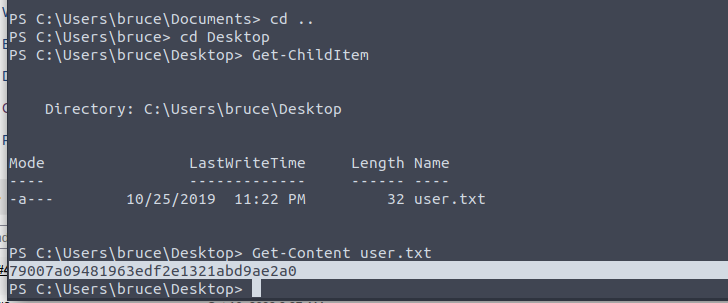 PS C:\Users\bruce\Documents> cd ..
PS C:\Users\bruce> cd Desktop
PS C:\Users\bruce\Desktop> Get-ChildItem
Directory: C:\Users\bruce\Desktop
Mode LastWriteTime Length Name
---- ------------- ------ ----
-a--- 10/25/2019 11:22 PM 32 user.txt
PS C:\Users\bruce\Desktop> Get-Content user.txt
79007a09481963edf2e1321abd9ae2a0
PS C:\Users\bruce\Desktop>